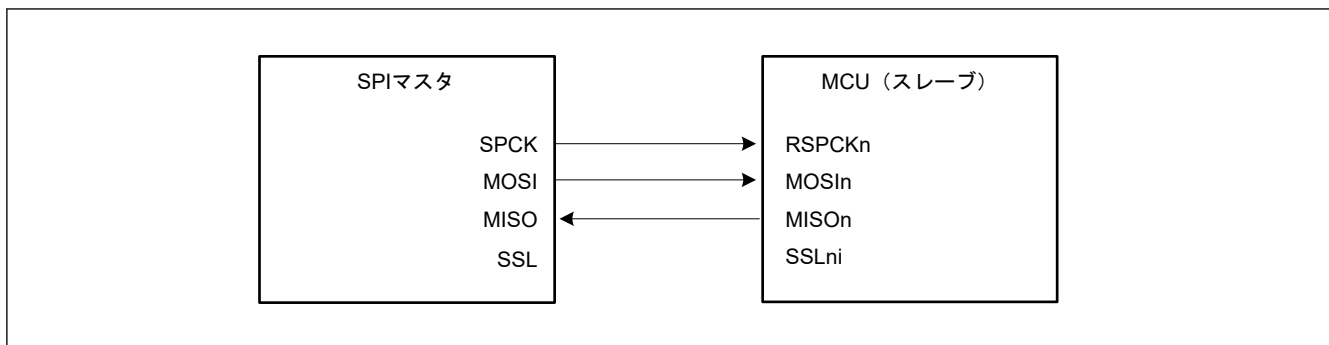 SPIマスタ
SPCK
MOSI
MISO
SSL
MCU（スレーブ）
RSPCKn
MOSIn
MISOn
SSLni